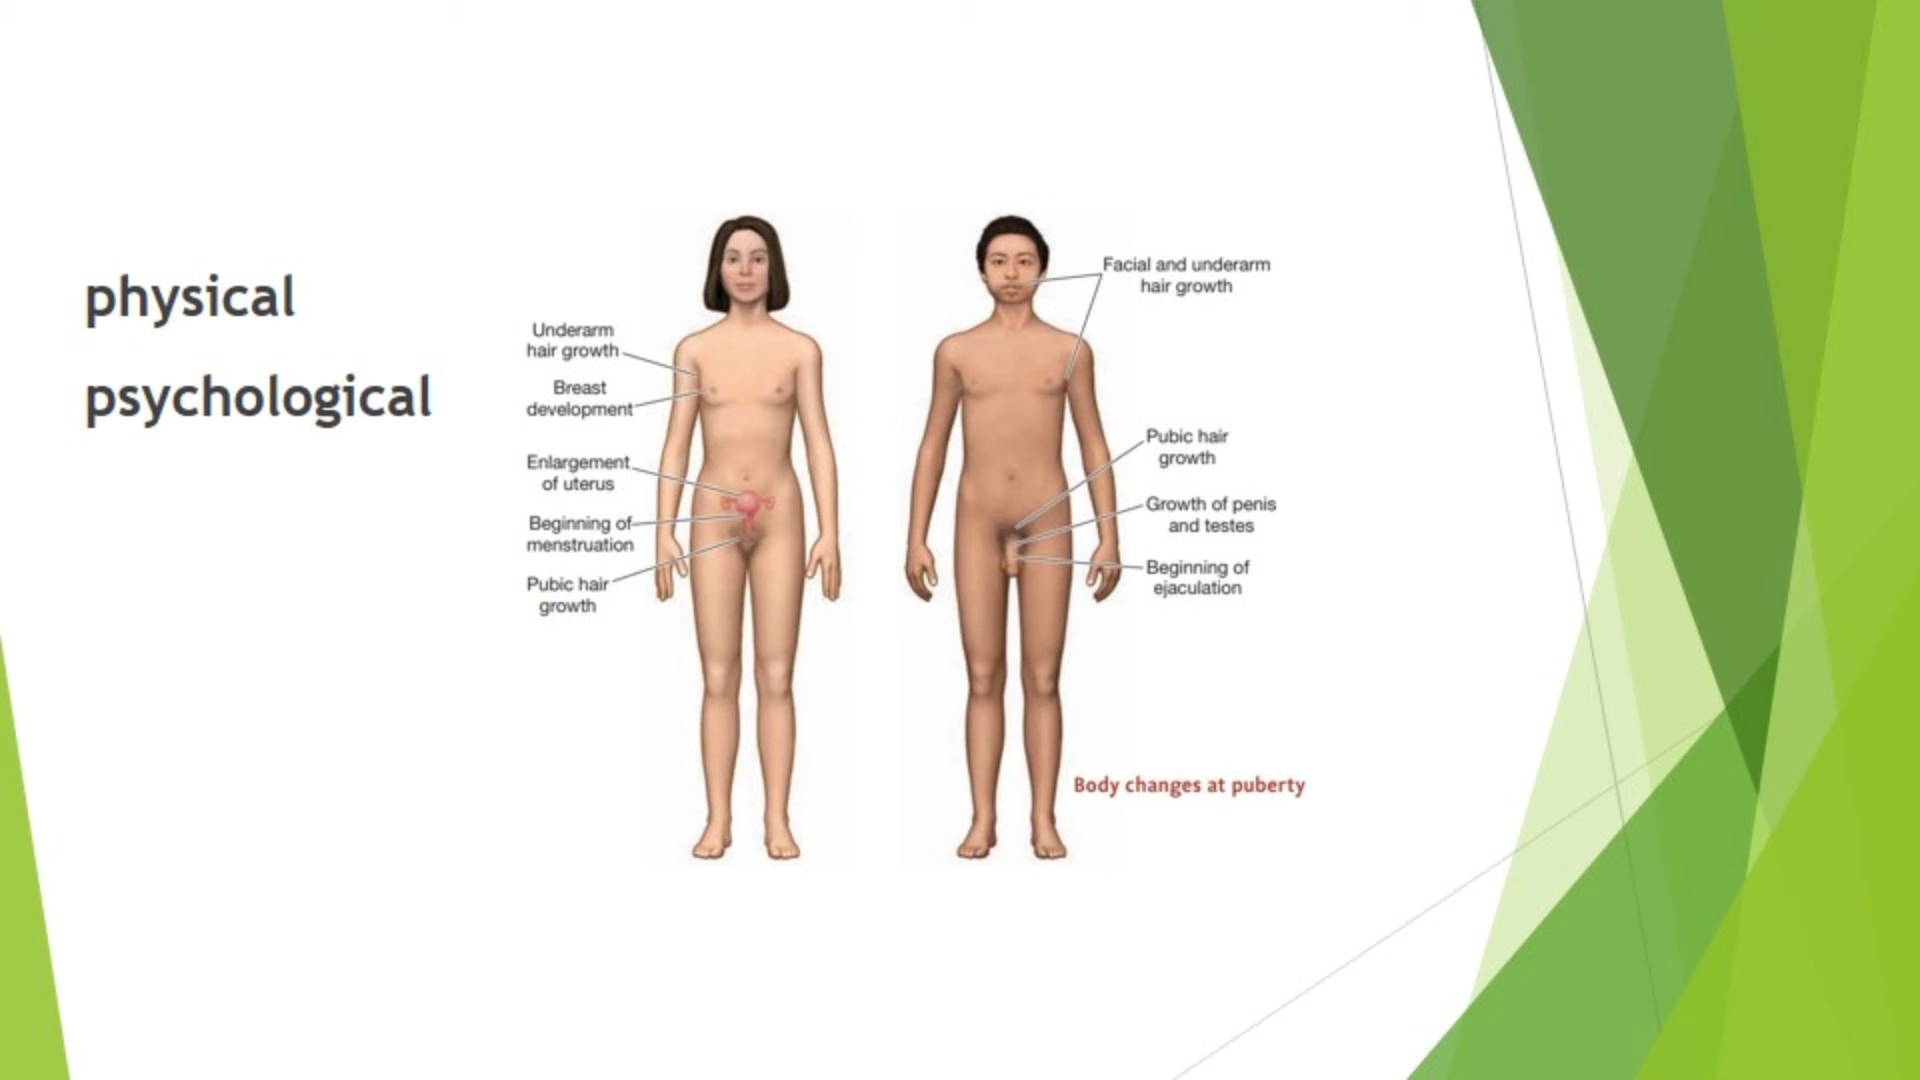 physical
psychological
Underarm
hair growth
Breast
development
Enlargement
of uterus
Beginning of
menstruation
Pubic hair
growth
Facial and underarm
hair growth
Pubic hair
growth
Growth of penis
and testes
Beginning of
ejaculation
Body changes at puberty